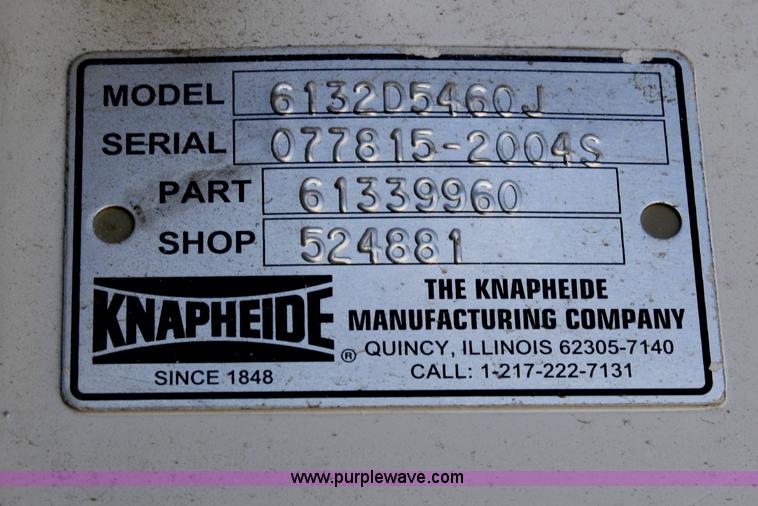 MODEL 6132D5460J
SERIAL 077815-2004S
PART 61339960
SHOP 524881
KNAPHEIDE ®
SINCE 1848
THE KNAPHEIDE
MANUFACTURING COMPANY
QUINCY, ILLINOIS 62305-7140
CALL: 1-217-222-7131
www.purplewave.com